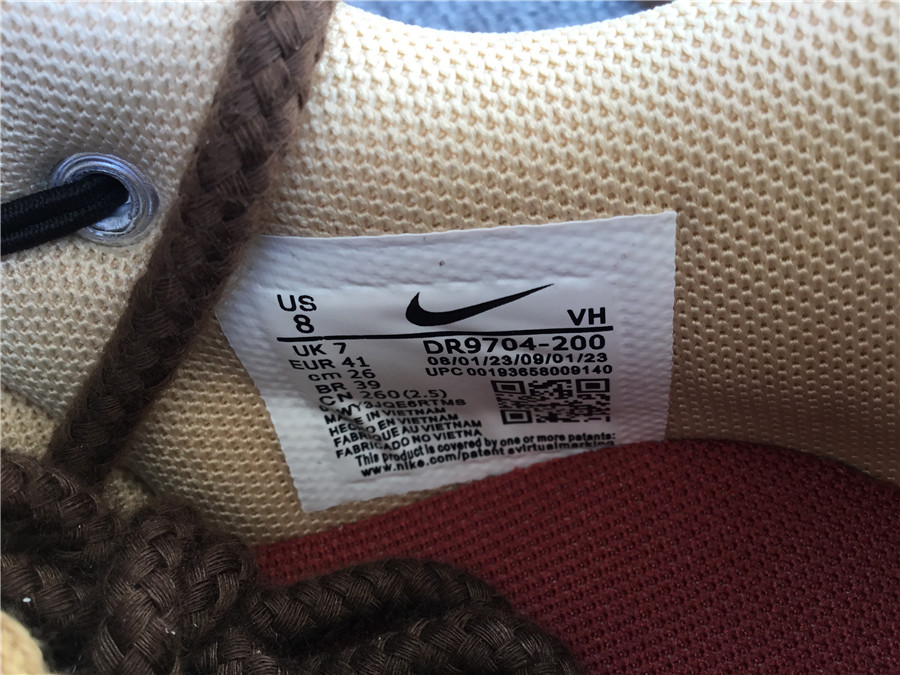 US
8
VH
UK 7
DR9704-200
EUR 41
08/01/23/09/01/23
cm 26
UPC 00193658009140
BR 39
CN 260(2.5)
WY3JQE6RTMS
MADE IN VIETNAM
HECHO EN VIETNAM
FABRIQUE AU VIETNAM
FABRICADO NO VIETNA
This product is covered by one or more patents:
www.nike.com/patent svirtualmarking